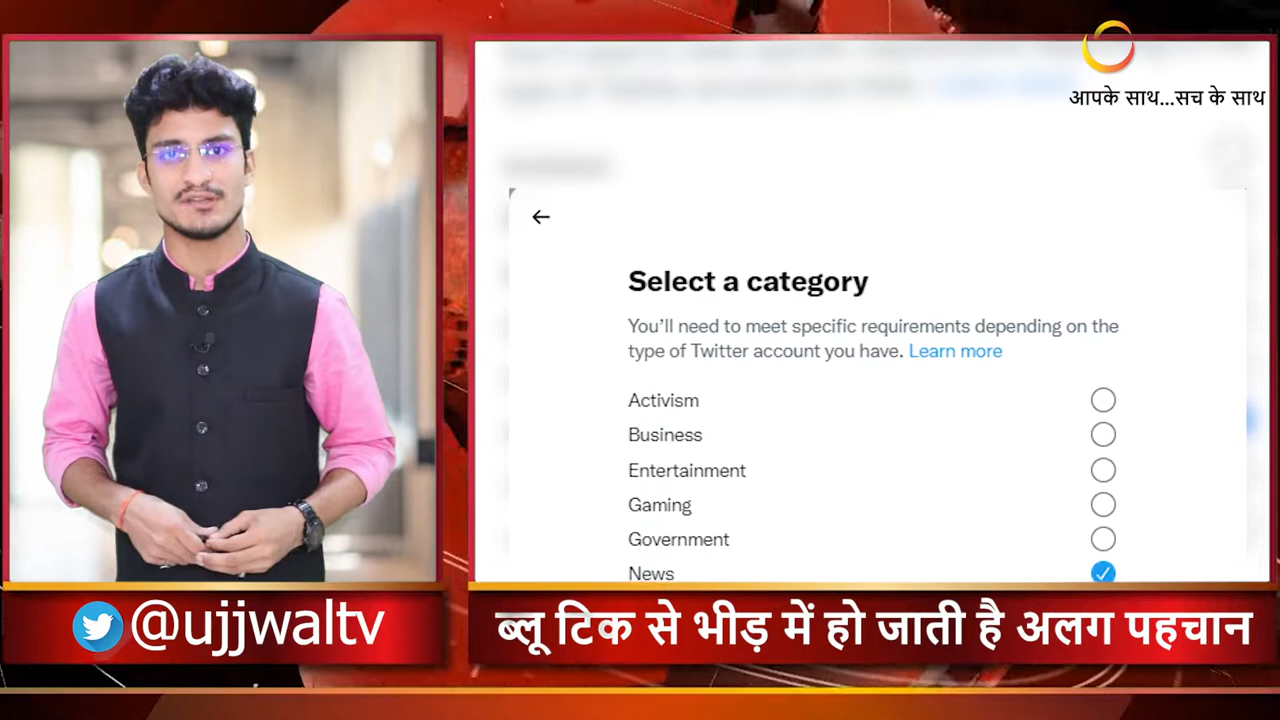 आपके साथ...सच के साथ
Select a category
You'll need to meet specific requirements depending on the
type of Twitter account you have. Learn more
Activism
Business
Entertainment
Gaming
Government
News
@ujjwaltv
ब्लू टिक से भीड़ में हो जाती है अलग पहचान